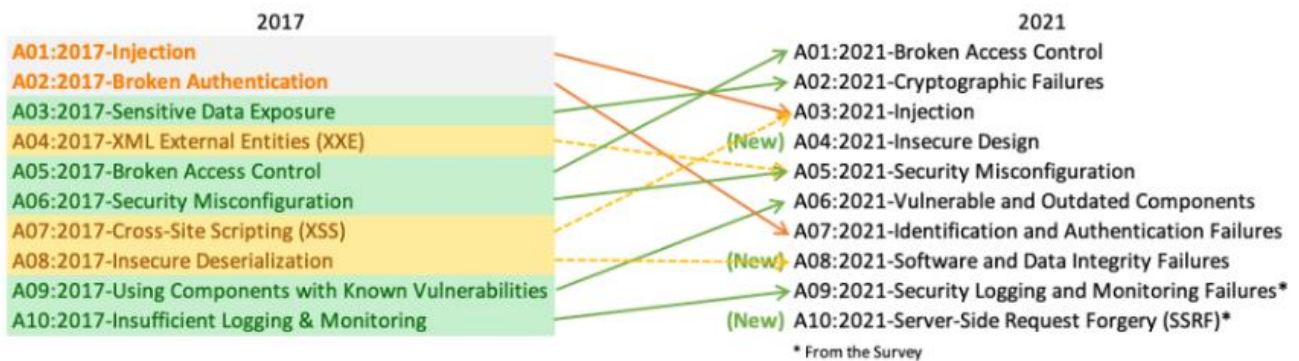 2017
A01:2017-Injection
A02:2017-Broken Authentication
A03:2017-Sensitive Data Exposure
A04:2017-XML External Entities (XXE)
A05:2017-Broken Access Control
A06:2017-Security Misconfiguration
A07:2017-Cross-Site Scripting (XSS)
A08:2017-Insecure Deserialization
A09:2017-Using Components with Known Vulnerabilities
A10:2017-Insufficient Logging & Monitoring
2021
A01:2021-Broken Access Control
A02:2021-Cryptographic Failures
A03:2021-Injection
(New) A04:2021-Insecure Design
A05:2021-Security Misconfiguration
A06:2021-Vulnerable and Outdated Components
A07:2021-Identification and Authentication Failures
(New) A08:2021-Software and Data Integrity Failures
A09:2021-Security Logging and Monitoring Failures*
(New) A10:2021-Server-Side Request Forgery (SSRF)*
* From the Survey